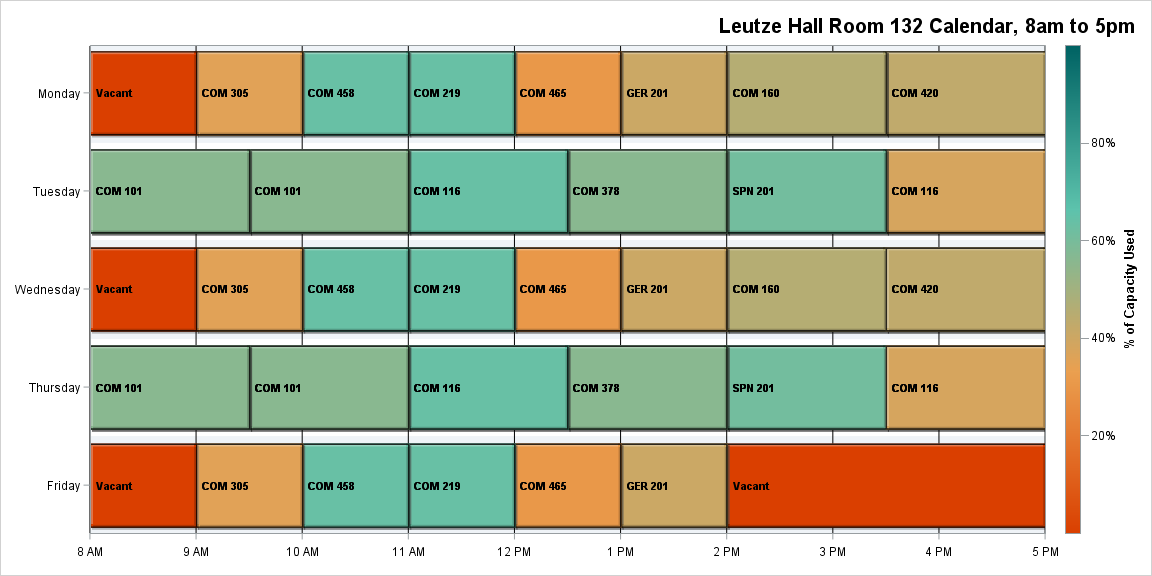 Leutze Hall Room 132 Calendar, 8am to 5pm
Monday
Vacant
COM 305
COM 458
COM 219
COM 465
GER 201
COM 160
COM 420
Tuesday
COM 101
COM 101
COM 116
COM 378
SPN 201
COM 116
Wednesday
Vacant
COM 305
COM 458
COM 219
COM 465
GER 201
COM 160
COM 420
Thursday
COM 101
COM 101
COM 116
COM 378
SPN 201
COM 116
Friday
Vacant
COM 305
COM 458
COM 219
COM 465
GER 201
Vacant
8 AM
9 AM
10 AM
11 AM
12 PM
1 PM
2 PM
3 PM
4 PM
5 PM
80%
60%
40%
20%
% of Capacity Used